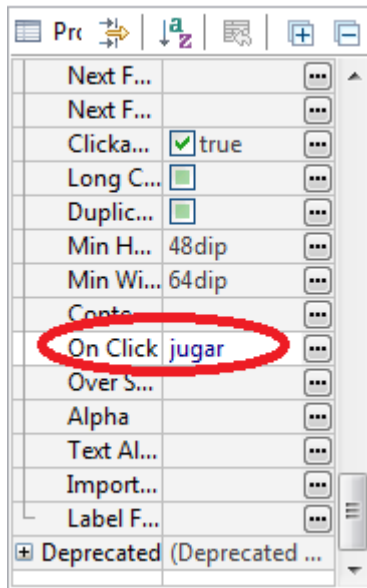 Pro
Next F...
Next F...
Clicka... true
Long C...
Duplic...
Min H... 48dip
Min Wi... 64dip
Conte...
On Click jugar
Over S...
Alpha
Text Al...
Import...
Label F...
Deprecated (Deprecated ...